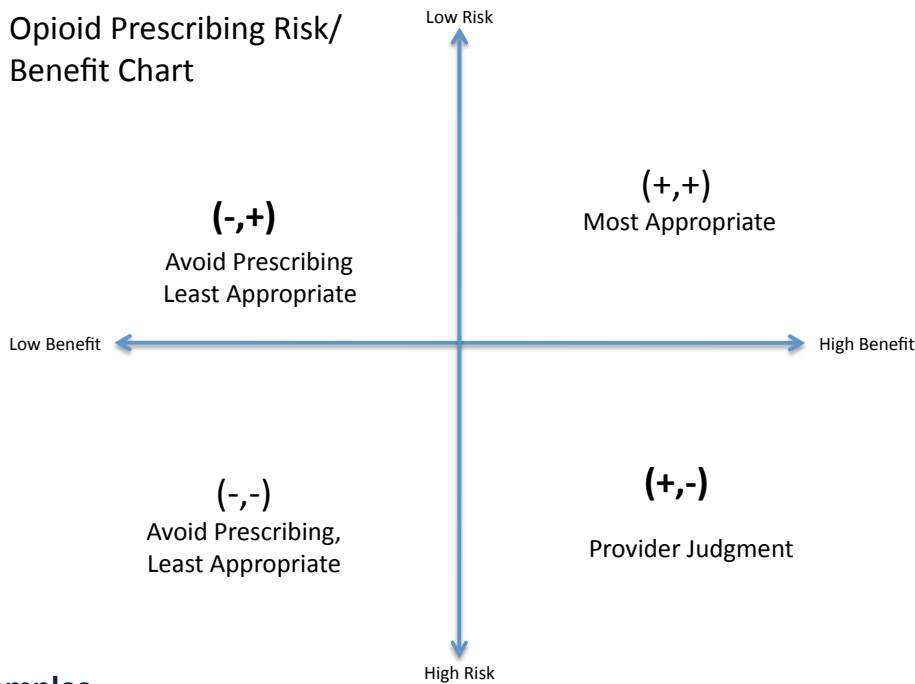 Opioid Prescribing Risk/
Benefit Chart
Low Risk
(-,+)
Avoid Prescribing
Least Appropriate
(+,+)
Most Appropriate
Low Benefit
High Benefit
(-,-)
Avoid Prescribing,
Least Appropriate
(+,-)
Provider Judgment
High Risk